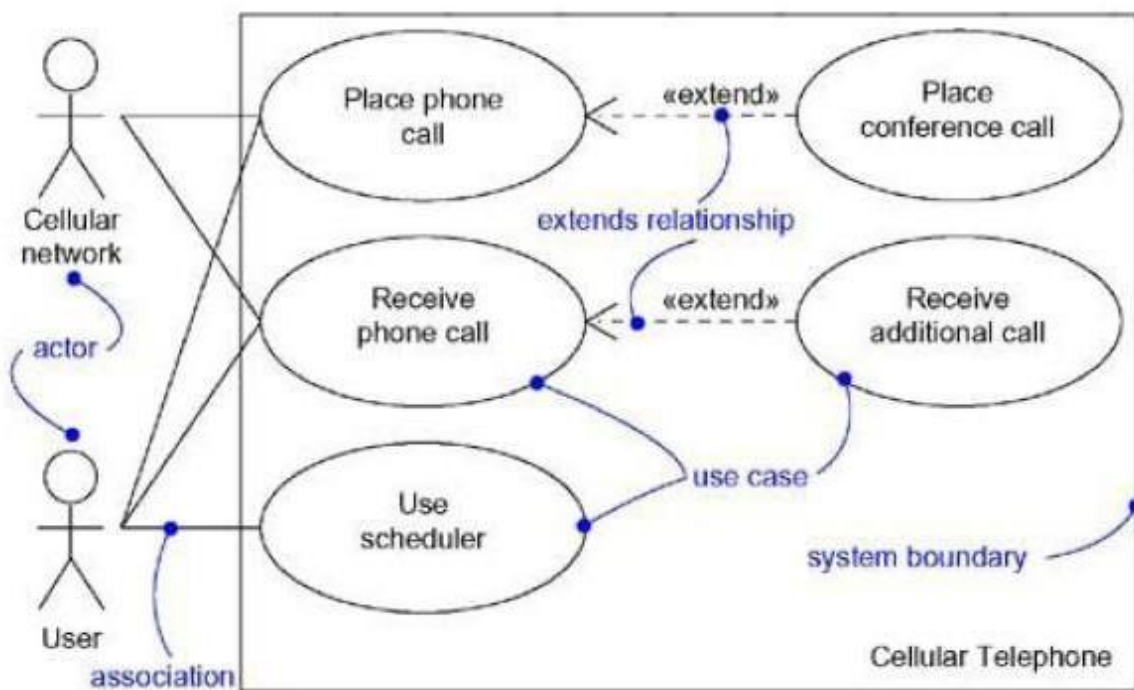 Place phone
call
«extend»
Place
conference call
Cellular
network
extends relationship
Receive
phone call
«extend»
Receive
additional call
actor
Use
scheduler
use case
system boundary
User
association
Cellular Telephone